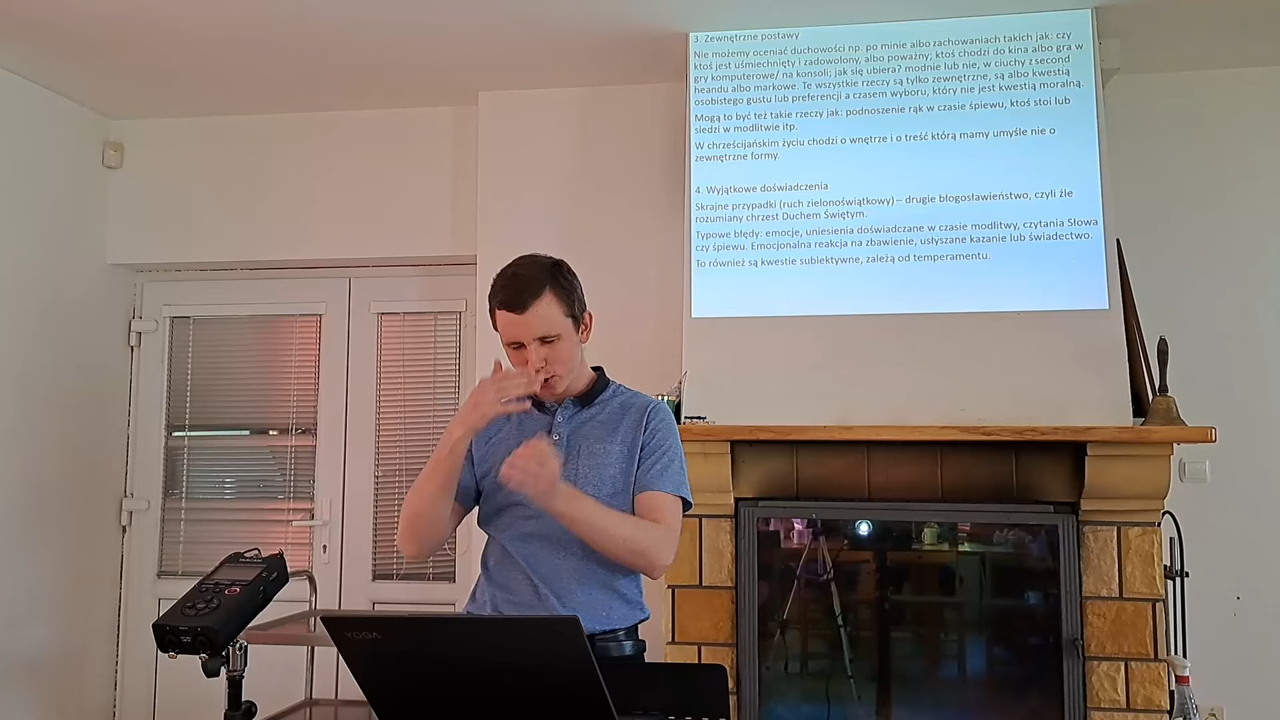 3. Zewnętrzne postawy
Nie możemy oceniać duchowości np. po minie albo zachowaniach takich jak: czy
ktoś jest uśmiechnięty i zadowolony, albo poważny; ktoś chodzi do kina albo gra w
gry komputerowe/ na konsoli; jak się ubiera? modnie lub nie, w ciuchy z second
heandu albo markowe. Te wszystkie rzeczy są tylko zewnętrzne, są albo kwestią
osobistego gustu lub preferencji a czasem wyboru, który nie jest kwestią moralną.
Mogą to być też takie rzeczy jak: podnoszenie rąk w czasie śpiewu, ktoś stoi lub
siedzi w modlitwie itp.
W chrześcijańskim życiu chodzi o wnętrze i o treść którą mamy umyśle nie o
zewnętrzne formy.
4. Wyjątkowe doświadczenia
Skrajne przypadki (ruch zielonoświątkowy) – drugie błogosławieństwo, czyli źle
rozumiany chrzest Duchem Świętym.
Typowe błędy: emocje, uniesienia doświadczane w czasie modlitwy, czytania Słowa
czy śpiewu. Emocjonalna reakcja na zbawienie, usłyszane kazanie lub świadectwo.
To również są kwestie subiektywne, zależą od temperamentu.
TASCAM
YOGA